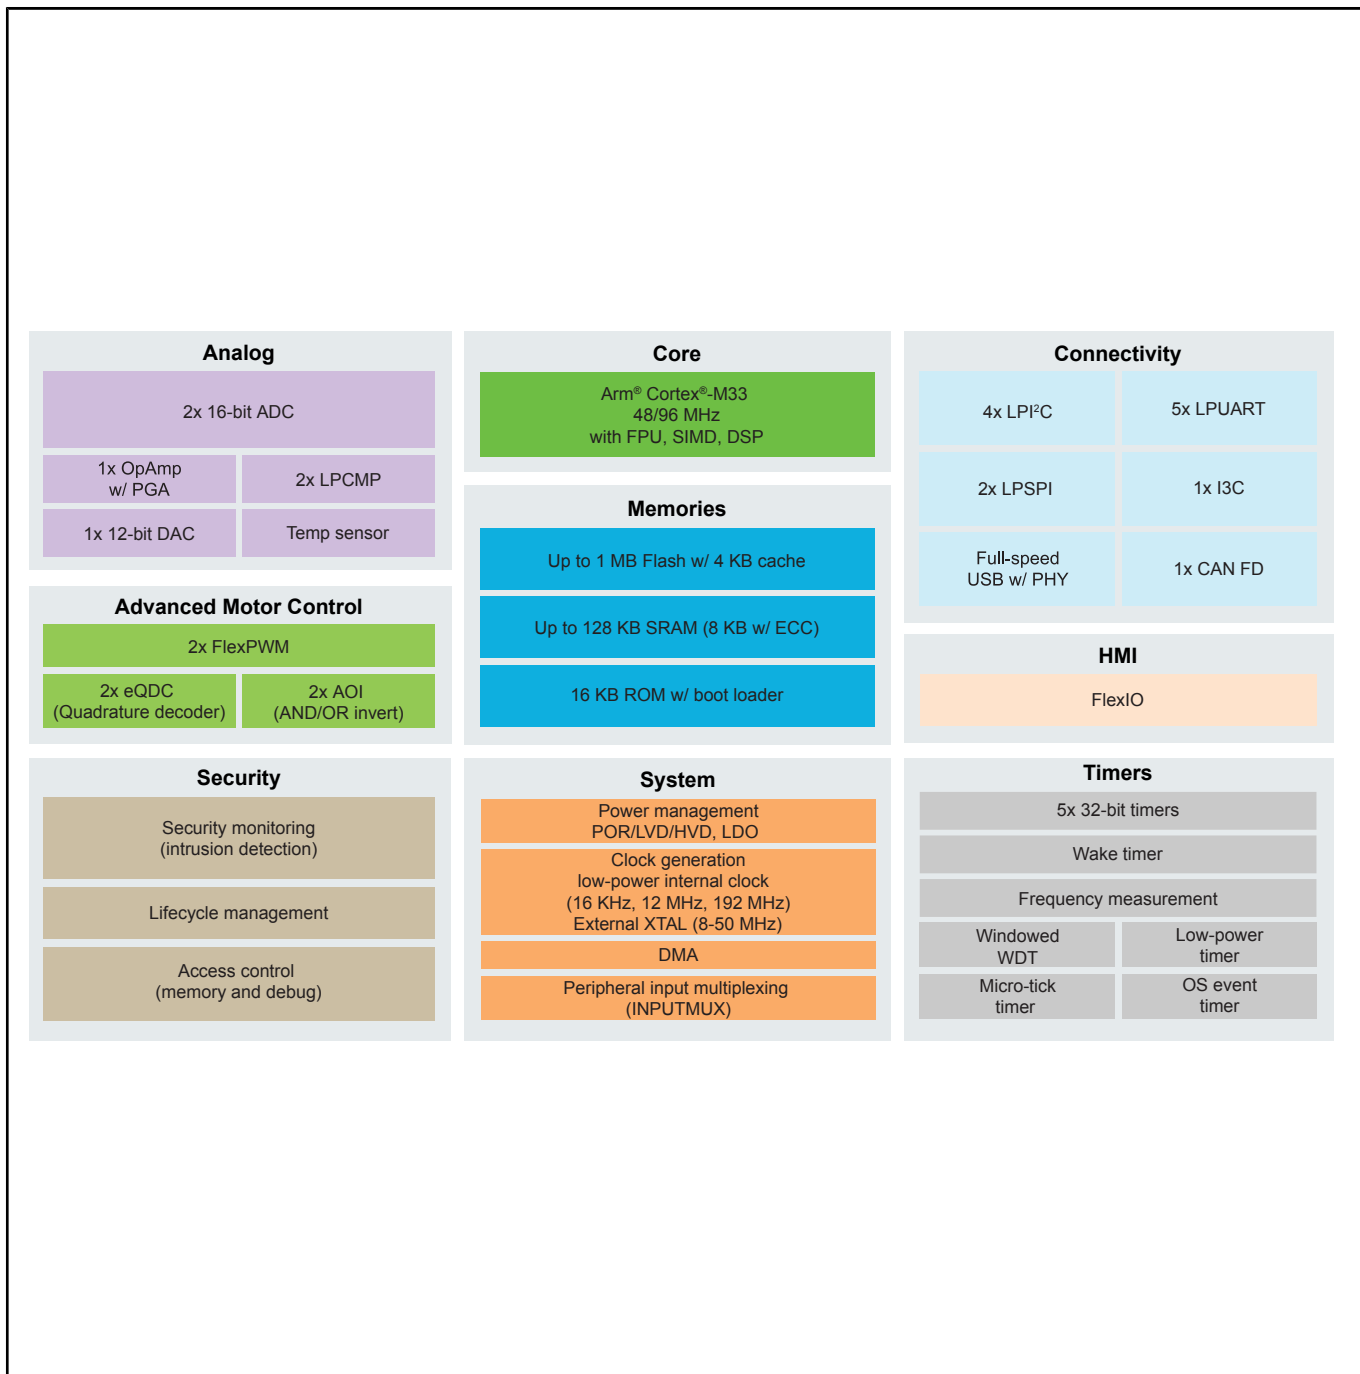 Analog
2x 16-bit ADC
1x OpAmp
w/ PGA
2x LPCMP
1x 12-bit DAC
Temp sensor
Advanced Motor Control
2x FlexPWM
2x eQDC
(Quadrature decoder)
2x AOI
(AND/OR invert)
Security
Security monitoring
(intrusion detection)
Lifecycle management
Access control
(memory and debug)
Core
Arm® Cortex®-M33
48/96 MHz
with FPU, SIMD, DSP
Memories
Up to 1 MB Flash w/ 4 KB cache
Up to 128 KB SRAM (8 KB w/ ECC)
16 KB ROM w/ boot loader
System
Power management
POR/LVD/HVD, LDO
Clock generation
low-power internal clock
(16 KHz, 12 MHz, 192 MHz)
External XTAL (8-50 MHz)
DMA
Peripheral input multiplexing
(INPUTMUX)
Connectivity
4x LPI²C
5x LPUART
2x LPSPI
1x I3C
Full-speed
USB w/ PHY
1x CAN FD
HMI
FlexIO
Timers
5x 32-bit timers
Wake timer
Frequency measurement
Windowed
WDT
Low-power
timer
Micro-tick
timer
OS event
timer